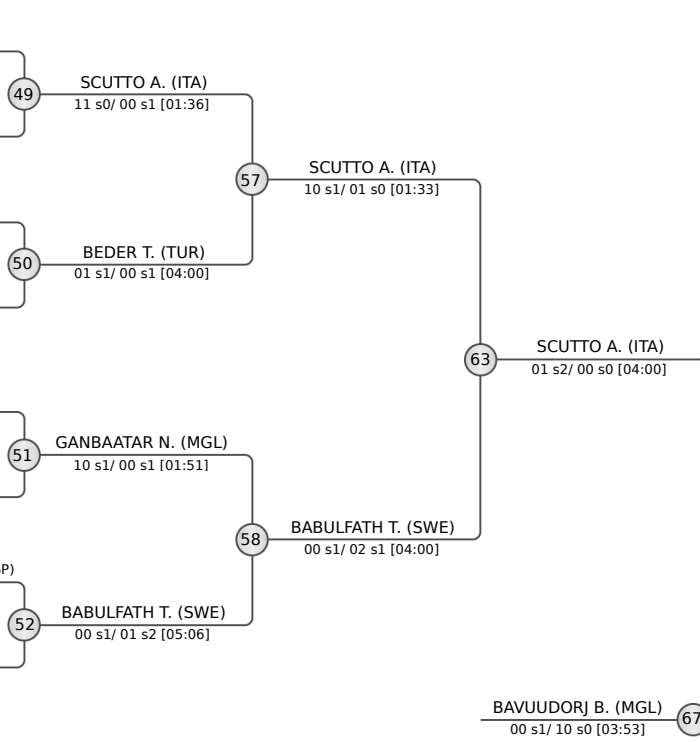 SCUTTO A. (ITA)
49
11 s0/ 00 s1 [01:36]
SCUTTO A. (ITA)
57
10 s1/ 01 s0 [01:33]
BEDER T. (TUR)
50
01 s1/ 00 s1 [04:00]
SCUTTO A. (ITA)
63
01 s2/ 00 s0 [04:00]
GANBAATAR N. (MGL)
51
10 s1/ 00 s1 [01:51]
BABULFATH T. (SWE)
58
00 s1/ 02 s1 [04:00]
P)
BABULFATH T. (SWE)
52
00 s1/ 01 s2 [05:06]
BAVUUDORJ B. (MGL)
67
00 s1/ 10 s0 [03:53]